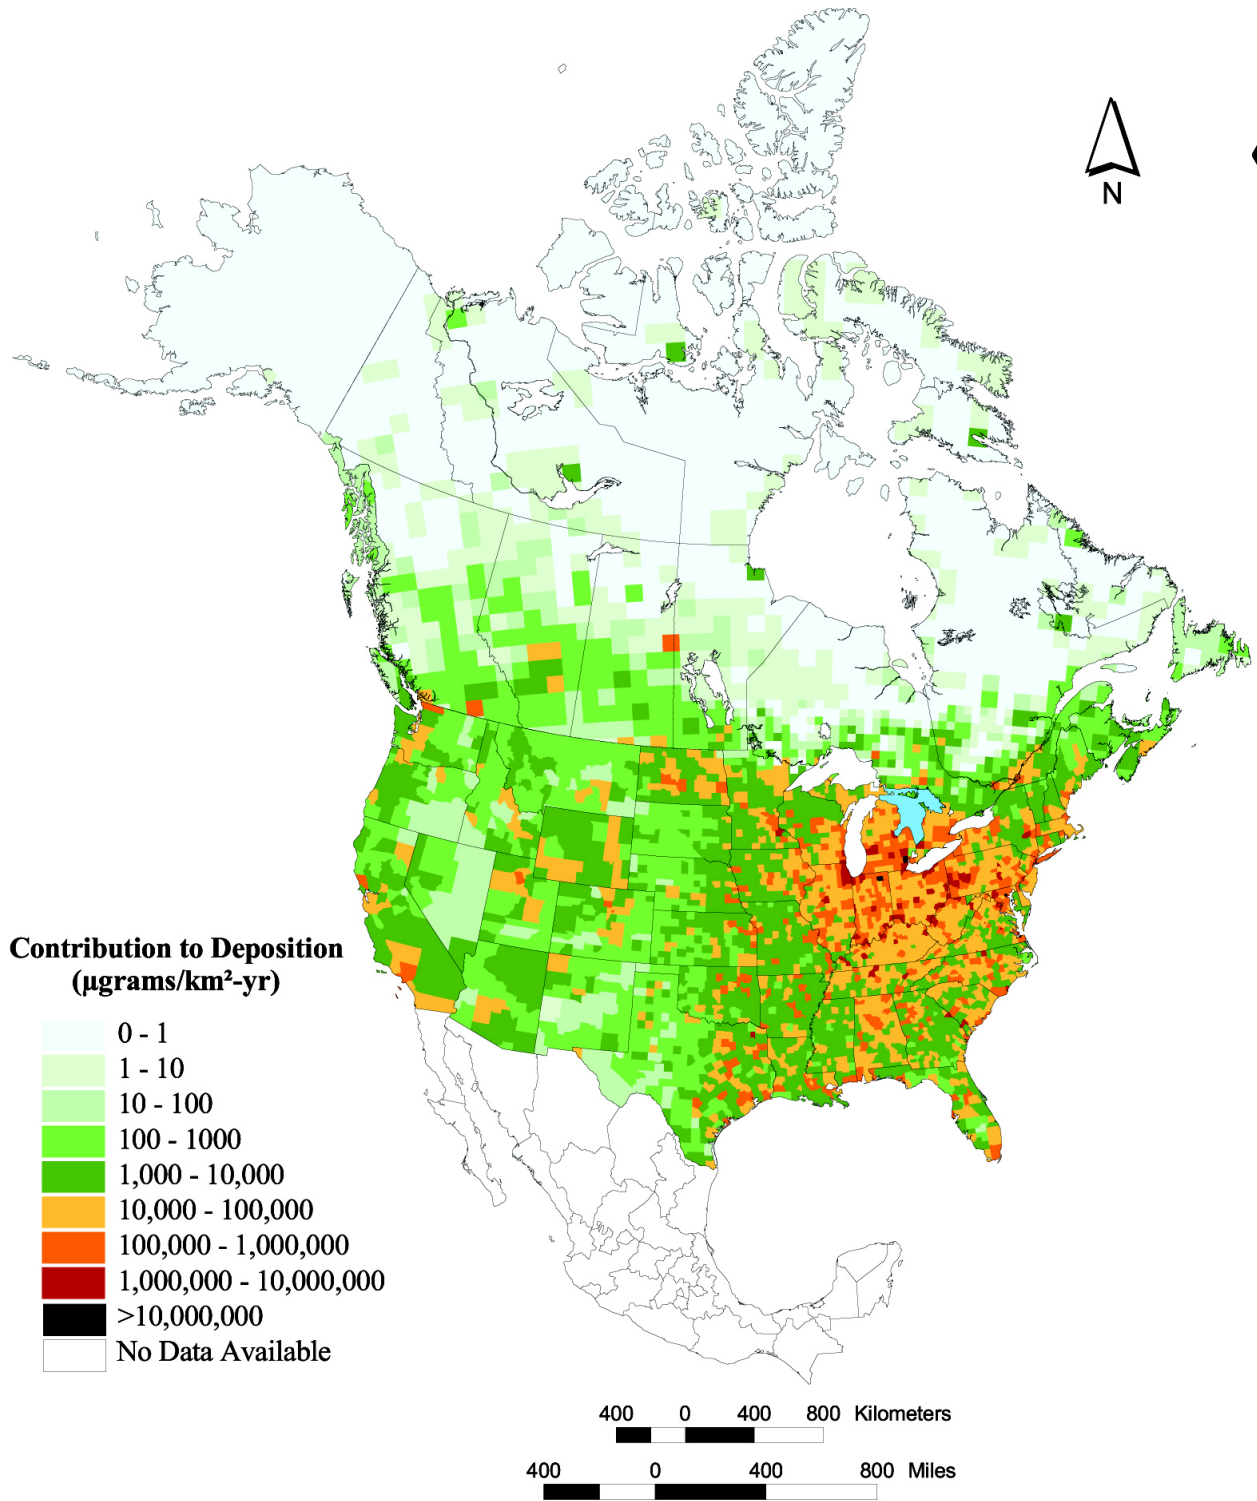 N
Contribution to Deposition
(µgrams/km²-yr)
0 - 1
1 - 10
10 - 100
100 - 1000
1,000 - 10,000
10,000 - 100,000
100,000 - 1,000,000
1,000,000 - 10,000,000
>10,000,000
No Data Available
400 0 400 800 Kilometers
400 0 400 800 Miles